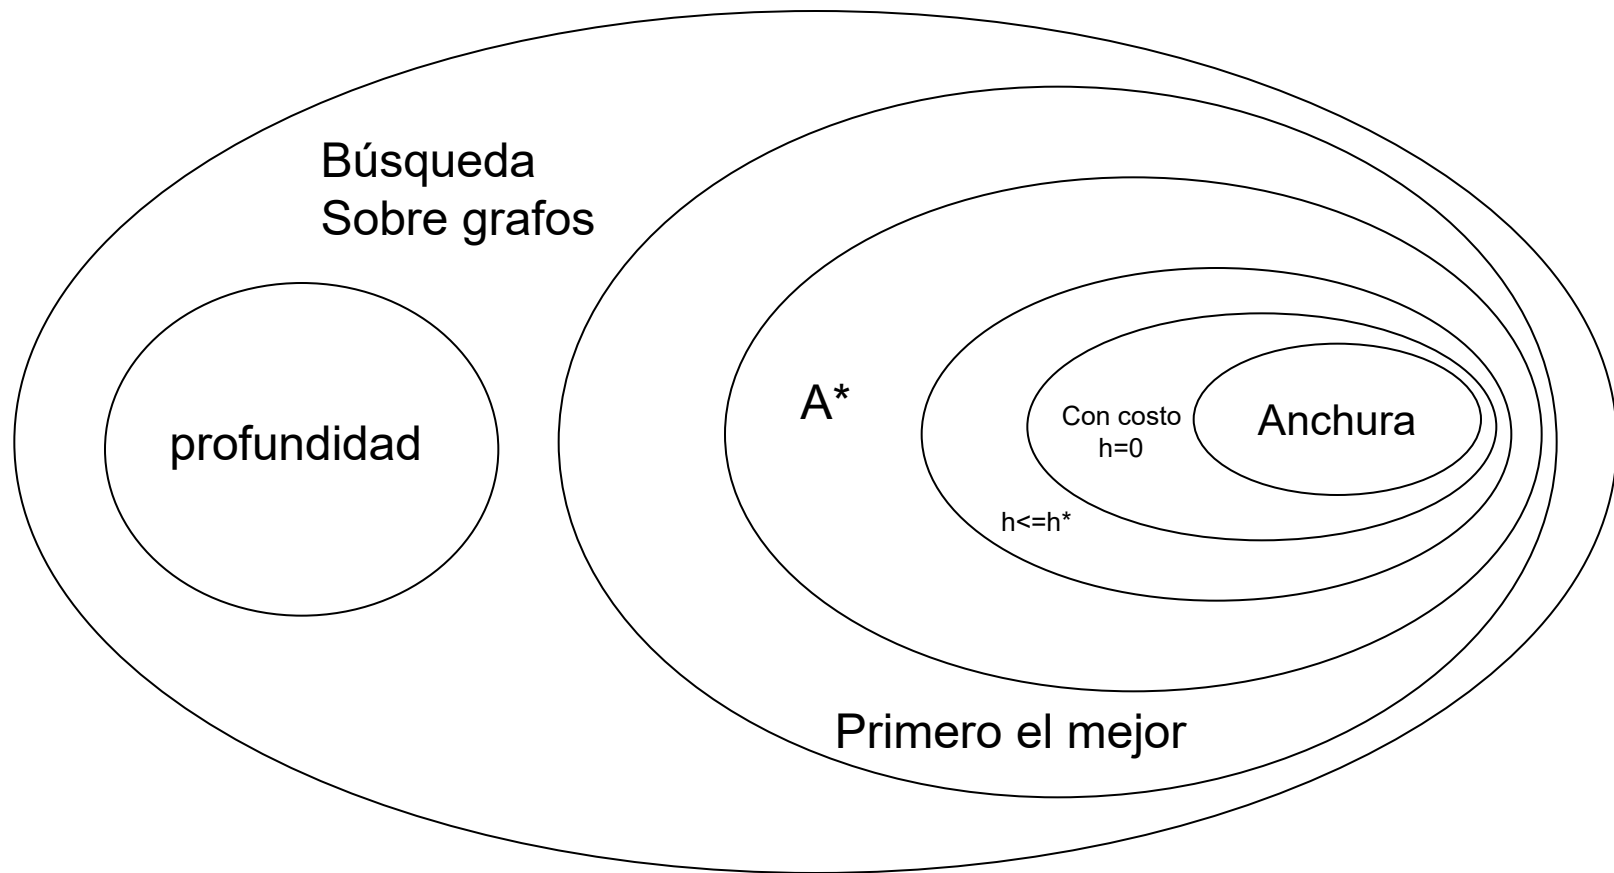 Búsqueda
Sobre grafos
profundidad
A*
Con costo
h=0
Anchura
h<=h*
Primero el mejor